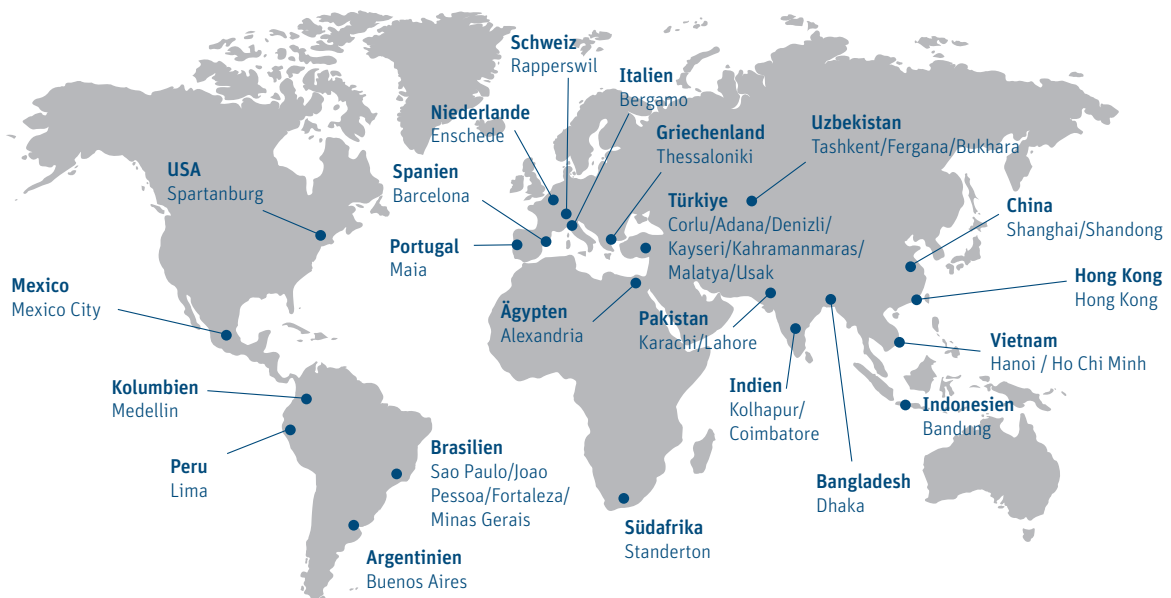 Schweiz
Rapperswil
Italien
Bergamo
Niederlande
Enschede
Griechenland
Thessaloniki
Uzbekistan
Tashkent/Fergana/Bukhara
USA
Spartanburg
Spanien
Barcelona
Türkiye
Corlu/Adana/Denizli/
Kayseri/Kahramanmaras/
Malatya/Usak
China
Shanghai/Shandong
Portugal
Maia
Hong Kong
Hong Kong
Mexico
Mexico City
Ägypten
Alexandria
Pakistan
Karachi/Lahore
Vietnam
Hanoi / Ho Chi Minh
Kolumbien
Medellin
Indien
Kolhapur/
Coimbatore
Indonesien
Bandung
Peru
Lima
Brasilien
Sao Paulo/Joao
Pessoa/Fortaleza/
Minas Gerais
Bangladesh
Dhaka
Südafrika
Standerton
Argentinien
Buenos Aires